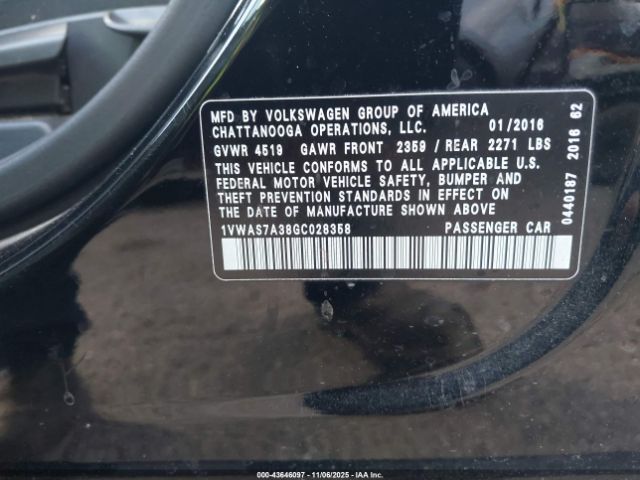 MFD BY VOLKSWAGEN GROUP OF AMERICA
CHATTANOOGA OPERATIONS, LLC. 01/2016
GVWR 4519 GAWR FRONT 2359 / REAR 2271 LBS
THIS VEHICLE CONFORMS TO ALL APPLICABLE U.S.
FEDERAL MOTOR VEHICLE SAFETY, BUMPER AND
THEFT PREVENTION STANDARDS IN EFFECT ON
THE DATE OF MANUFACTURE SHOWN ABOVE.
1VWAS7A38GC028358 PASSENGER CAR
0440187 2016 62
000-43646097 - 11/06/2025 - IAAI.COM